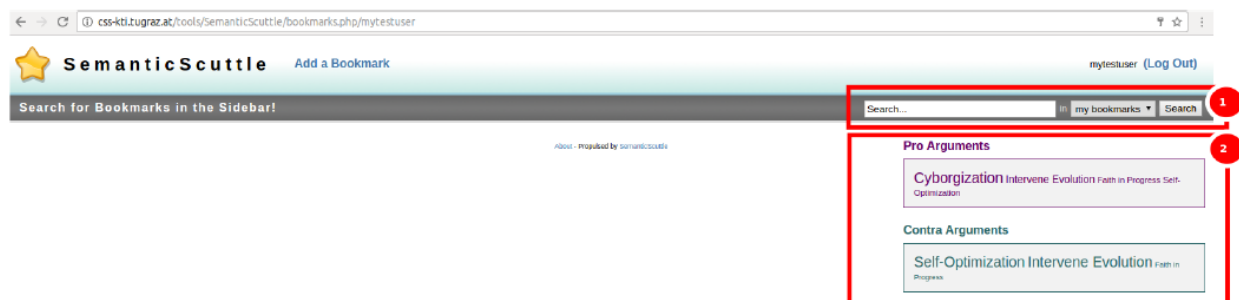 css-kti.tugraz.at/tools/SemanticScuttle/bookmarks.php/mytestuser
SemanticScuttle Add a Bookmark mytestuser (Log Out)
Search for Bookmarks in the Sidebar! Search... in my bookmarks Search 1
About - Propulsed by SemanticScuttle Pro Arguments 2
Cyborgization Intervene Evolution Faith in Progress Self-
Optimization
Contra Arguments
Self-Optimization Intervene Evolution Faith in
Progress